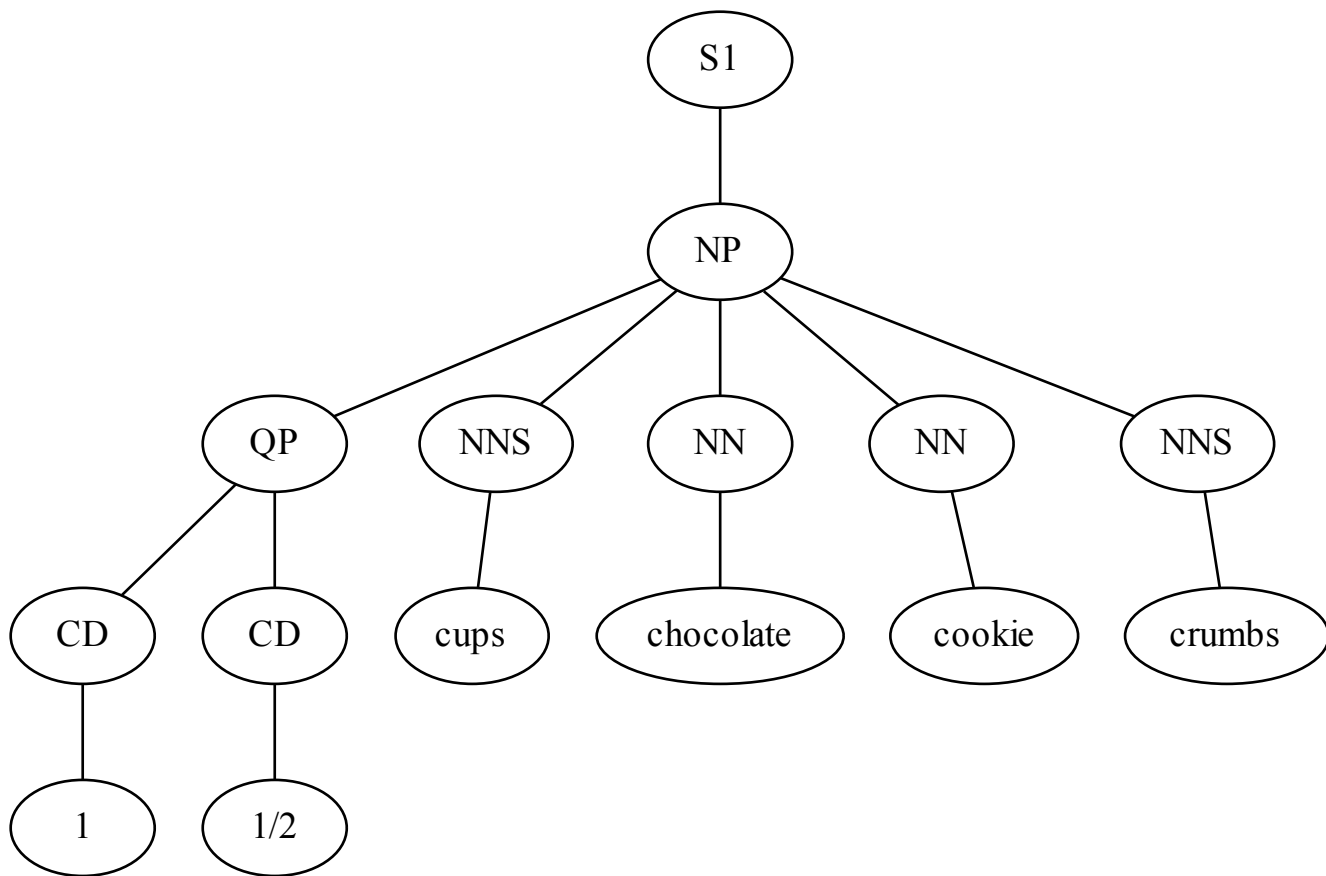 S1
NP
QP NNS NN NN NNS
CD CD cups chocolate cookie crumbs
1 1/2